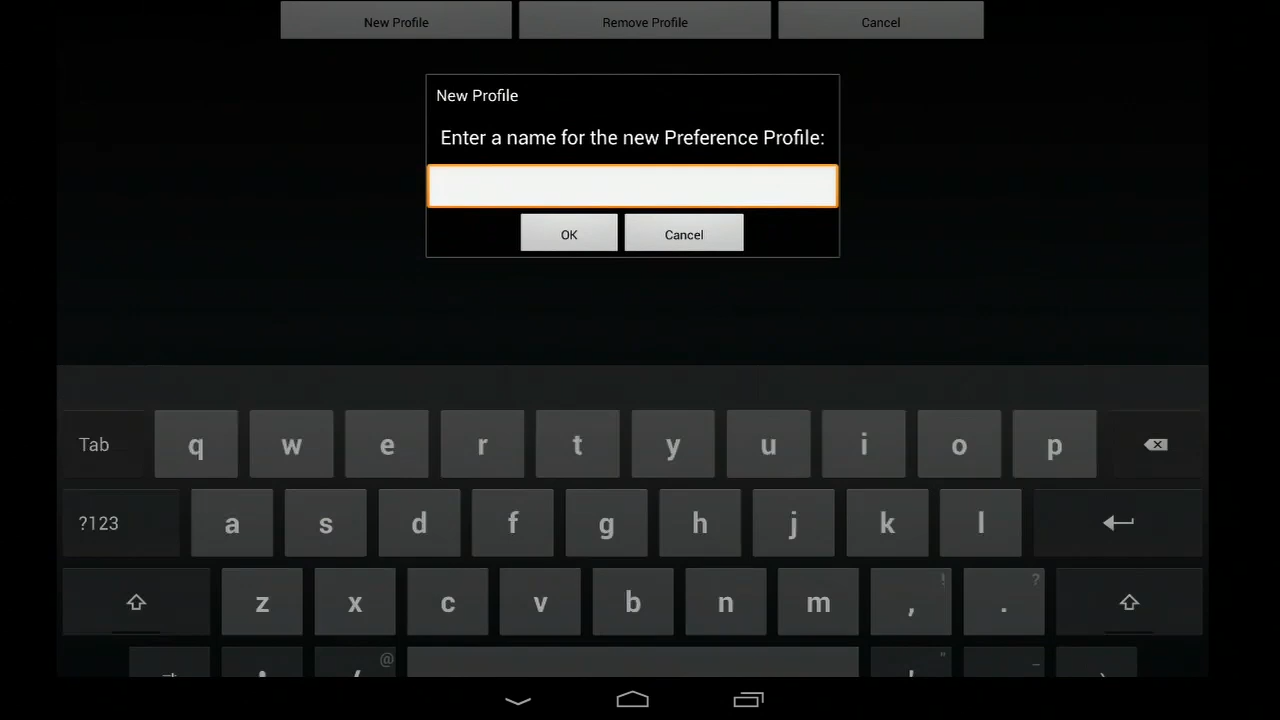 New Profile Remove Profile Cancel
New Profile
Enter a name for the new Preference Profile:
OK Cancel
Tab q w e r t y u i o p
?123 a s d f g h j k l
z x c v b n m , ! . ?
@ " _